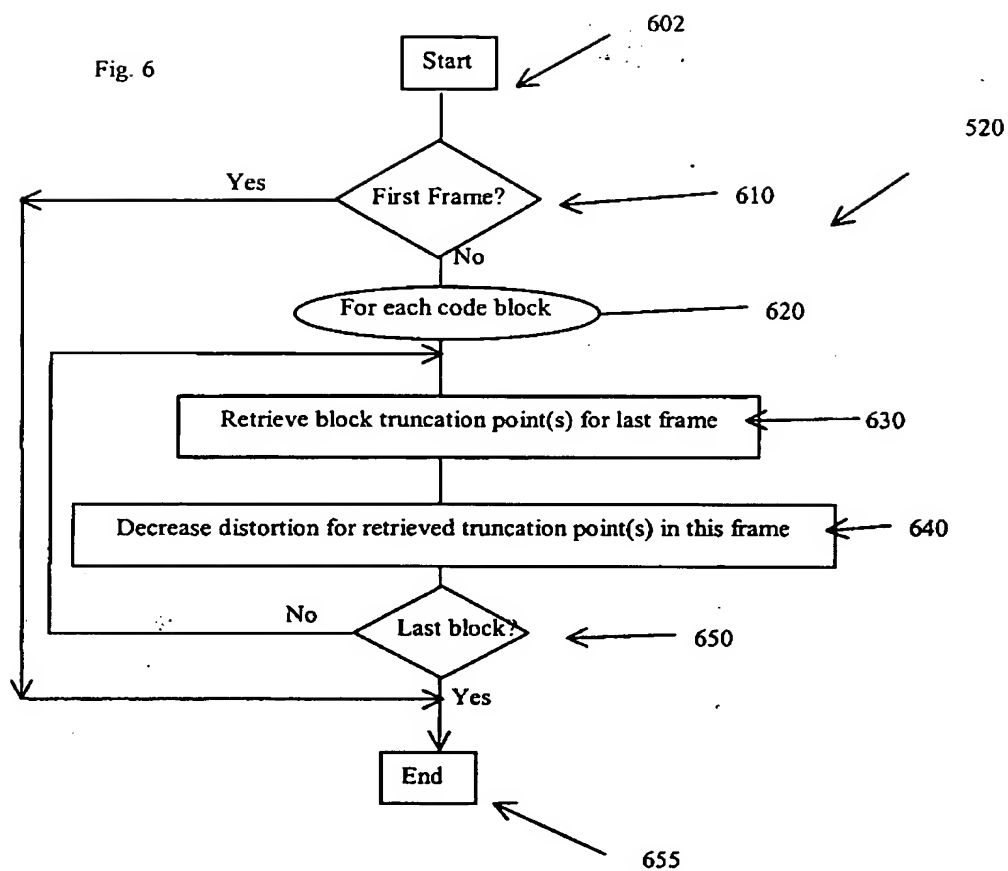 602
Start
Fig. 6
520
Yes
First Frame?
610
No
For each code block
620
Retrieve block truncation point(s) for last frame
630
Decrease distortion for retrieved truncation point(s) in this frame
640
No
Last block?
650
Yes
End
655